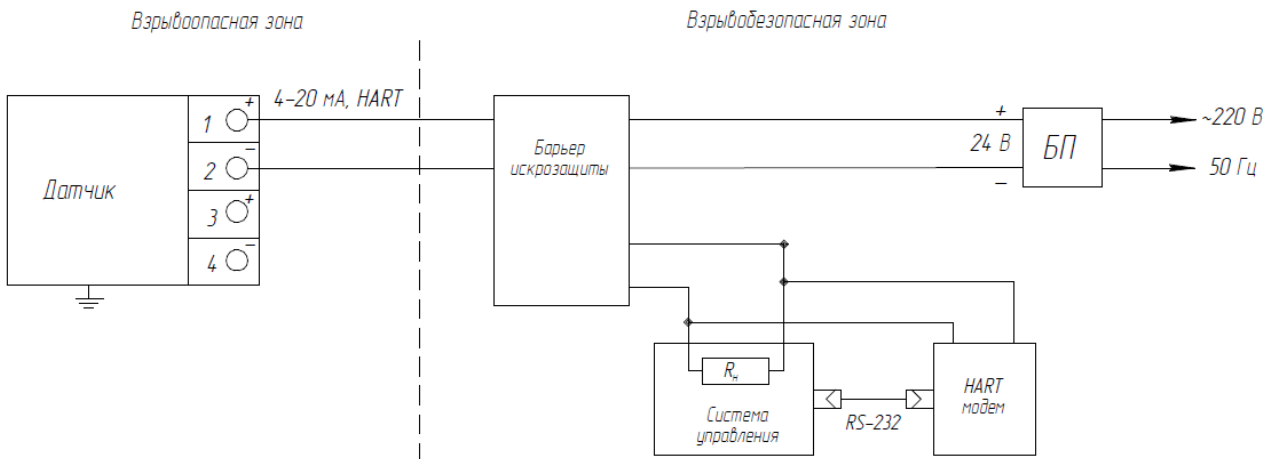 Взрывоопасная зона
Взрывобезопасная зона
4-20 мА, HART
Датчик
1 +
2 –
3 +
4 –
Барьер
искрозащиты
+
24 В
–
БП
~220 В
50 Гц
Rн
Система
управления
RS-232
HART
модем